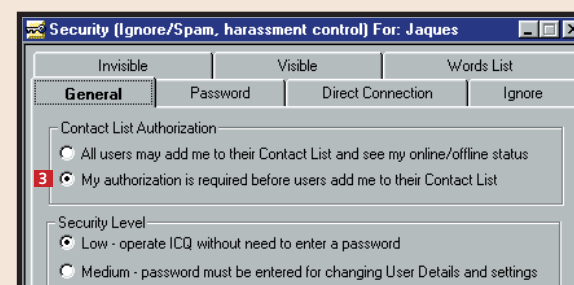 Security (Ignore/Spam, harassment control) For: Jaques
Invisible Visible Words List
General Password Direct Connection Ignore
Contact List Authorization
All users may add me to their Contact List and see my online/offline status
3 My authorization is required before users add me to their Contact List
Security Level
Low - operate ICQ without need to enter a password
Medium - password must be entered for changing User Details and settings